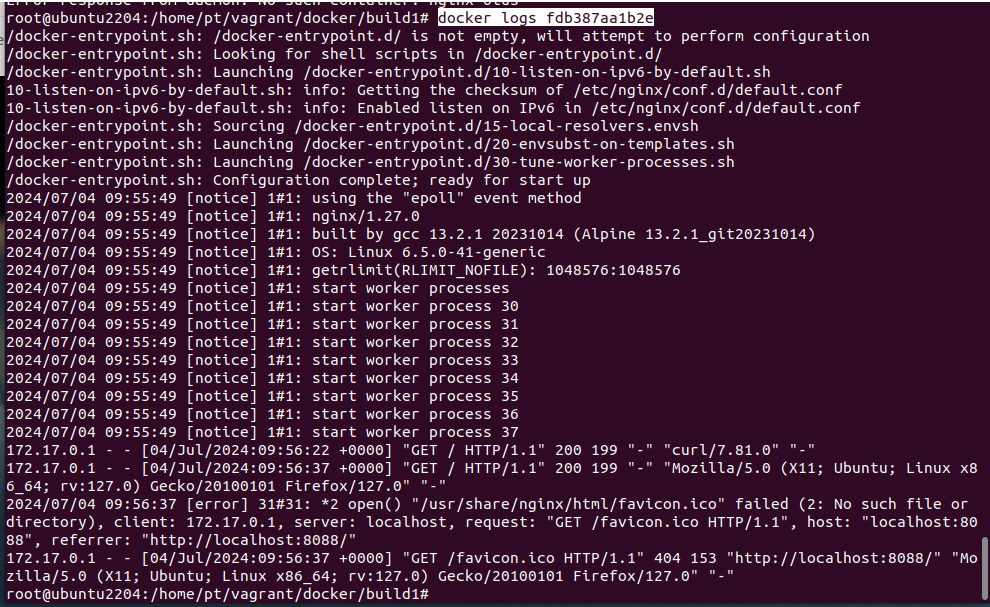 Error response from daemon: No such container: nginx-otus
root@ubuntu2204:/home/pt/vagrant/docker/build1# docker logs fdb387aa1b2e
/docker-entrypoint.sh: /docker-entrypoint.d/ is not empty, will attempt to perform configuration
/docker-entrypoint.sh: Looking for shell scripts in /docker-entrypoint.d/
/docker-entrypoint.sh: Launching /docker-entrypoint.d/10-listen-on-ipv6-by-default.sh
10-listen-on-ipv6-by-default.sh: info: Getting the checksum of /etc/nginx/conf.d/default.conf
10-listen-on-ipv6-by-default.sh: info: Enabled listen on IPv6 in /etc/nginx/conf.d/default.conf
/docker-entrypoint.sh: Sourcing /docker-entrypoint.d/15-local-resolvers.envsh
/docker-entrypoint.sh: Launching /docker-entrypoint.d/20-envsubst-on-templates.sh
/docker-entrypoint.sh: Launching /docker-entrypoint.d/30-tune-worker-processes.sh
/docker-entrypoint.sh: Configuration complete; ready for start up
2024/07/04 09:55:49 [notice] 1#1: using the "epoll" event method
2024/07/04 09:55:49 [notice] 1#1: nginx/1.27.0
2024/07/04 09:55:49 [notice] 1#1: built by gcc 13.2.1 20231014 (Alpine 13.2.1_git20231014)
2024/07/04 09:55:49 [notice] 1#1: OS: Linux 6.5.0-41-generic
2024/07/04 09:55:49 [notice] 1#1: getrlimit(RLIMIT_NOFILE): 1048576:1048576
2024/07/04 09:55:49 [notice] 1#1: start worker processes
2024/07/04 09:55:49 [notice] 1#1: start worker process 30
2024/07/04 09:55:49 [notice] 1#1: start worker process 31
2024/07/04 09:55:49 [notice] 1#1: start worker process 32
2024/07/04 09:55:49 [notice] 1#1: start worker process 33
2024/07/04 09:55:49 [notice] 1#1: start worker process 34
2024/07/04 09:55:49 [notice] 1#1: start worker process 35
2024/07/04 09:55:49 [notice] 1#1: start worker process 36
2024/07/04 09:55:49 [notice] 1#1: start worker process 37
172.17.0.1 - - [04/Jul/2024:09:56:22 +0000] "GET / HTTP/1.1" 200 199 "-" "curl/7.81.0" "-"
172.17.0.1 - - [04/Jul/2024:09:56:37 +0000] "GET / HTTP/1.1" 200 199 "-" "Mozilla/5.0 (X11; Ubuntu; Linux x8
6_64; rv:127.0) Gecko/20100101 Firefox/127.0" "-"
2024/07/04 09:56:37 [error] 31#31: *2 open() "/usr/share/nginx/html/favicon.ico" failed (2: No such file or
directory), client: 172.17.0.1, server: localhost, request: "GET /favicon.ico HTTP/1.1", host: "localhost:80
88", referrer: "http://localhost:8088/"
172.17.0.1 - - [04/Jul/2024:09:56:37 +0000] "GET /favicon.ico HTTP/1.1" 404 153 "http://localhost:8088/" "Mo
zilla/5.0 (X11; Ubuntu; Linux x86_64; rv:127.0) Gecko/20100101 Firefox/127.0" "-"
root@ubuntu2204:/home/pt/vagrant/docker/build1#